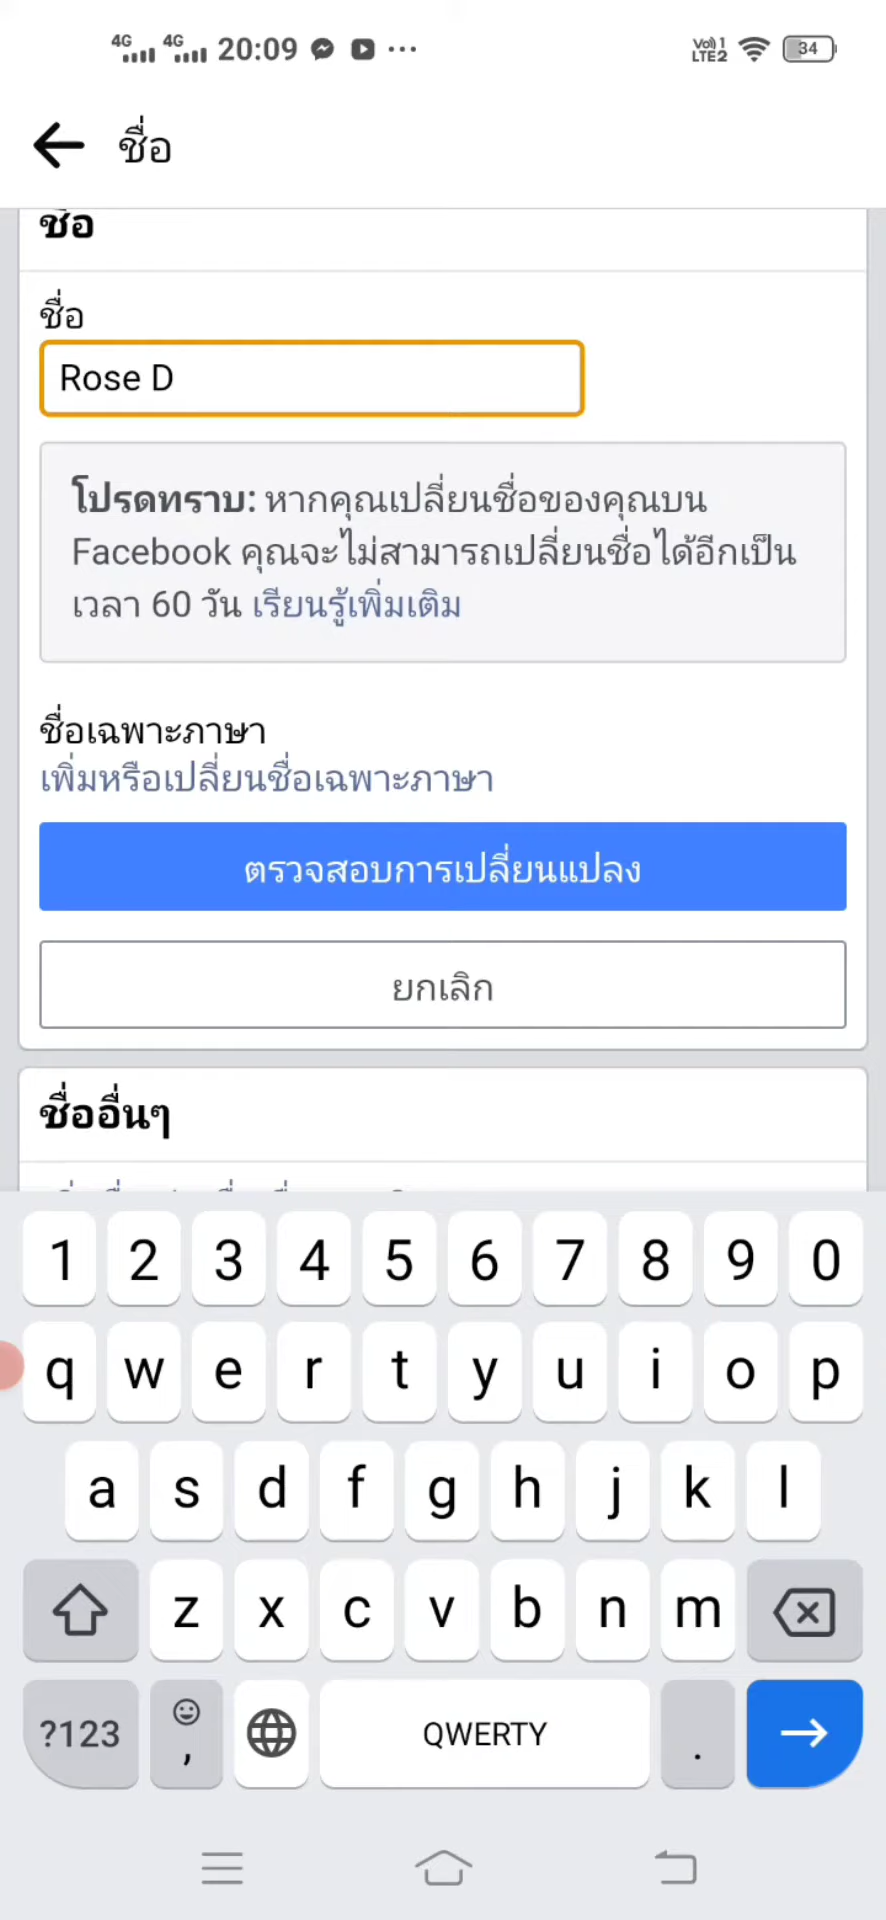 4G 4G 20:09 ... Vo)) 1 LTE2 34
ชื่อ
ชื่อ
ชื่อ
Rose D
โปรดทราบ: หากคุณเปลี่ยนชื่อของคุณบน
Facebook คุณจะไม่สามารถเปลี่ยนชื่อได้อีกเป็น
เวลา 60 วัน เรียนรู้เพิ่มเติม
ชื่อเฉพาะภาษา
เพิ่มหรือเปลี่ยนชื่อเฉพาะภาษา
ตรวจสอบการเปลี่ยนแปลง
ยกเลิก
ชื่ออื่นๆ
1 2 3 4 5 6 7 8 9 0
q w e r t y u i o p
a s d f g h j k l
z x c v b n m
?123 , QWERTY .